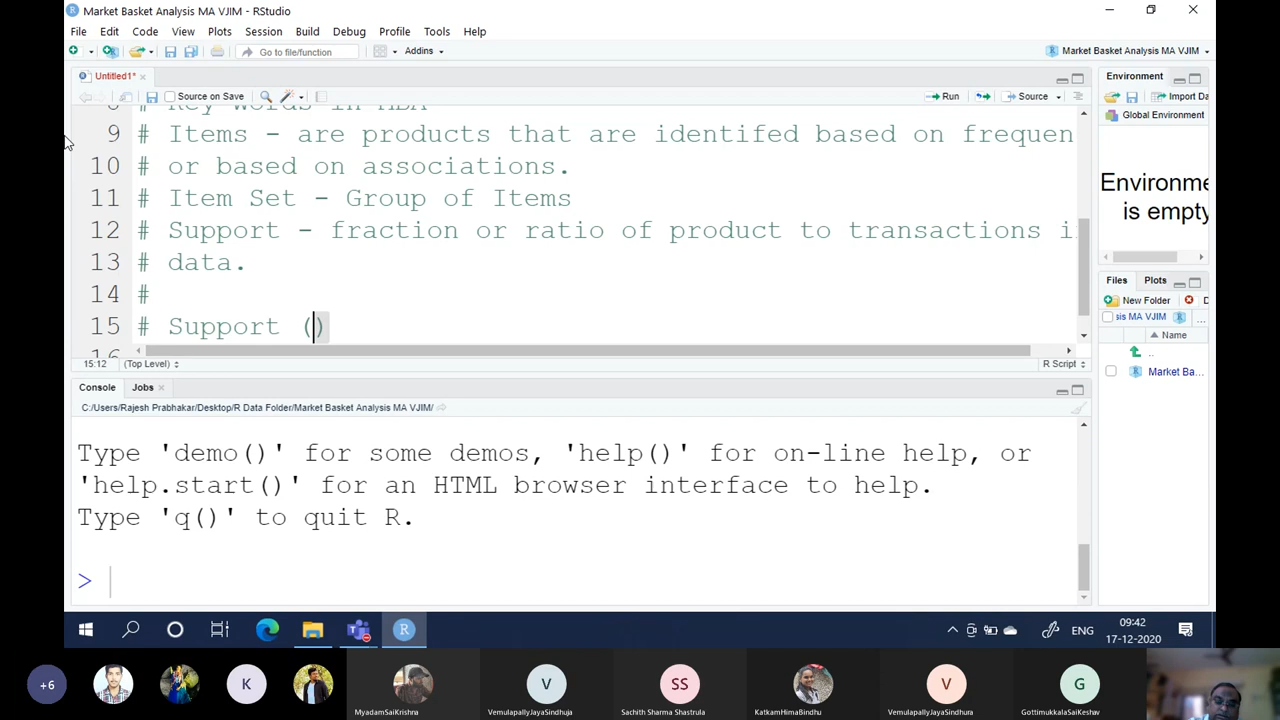 Market Basket Analysis MA VJIM - RStudio
File Edit Code View Plots Session Build Debug Profile Tools Help
Go to file/function Addins Market Basket Analysis MA VJIM
Untitled1*
Source on Save Run Source
9 # Items - are products that are identifed based on frequen
10 # or based on associations.
11 # Item Set - Group of Items
12 # Support - fraction or ratio of product to transactions i
13 # data.
14 #
15 # Support ()
15:12 (Top Level) R Script
Console Jobs
C:/Users/Rajesh Prabhakar/Desktop/R Data Folder/Market Basket Analysis MA VJIM/
Type 'demo()' for some demos, 'help()' for on-line help, or
'help.start()' for an HTML browser interface to help.
Type 'q()' to quit R.
>
Environment
Import Da
Global Environment
Environme
is empty
Files Plots
New Folder D
sis MA VJIM ...
Name
..
Market Ba...
ENG 09:42
17-12-2020
+6 K V SS V G
MyadamSaiKrishna VemulapallyJayaSindhuja Sachith Sharma Shastrula KatkamHimaBindhu VemulapallyJayaSindhura GottimukkalaSaiKeshav